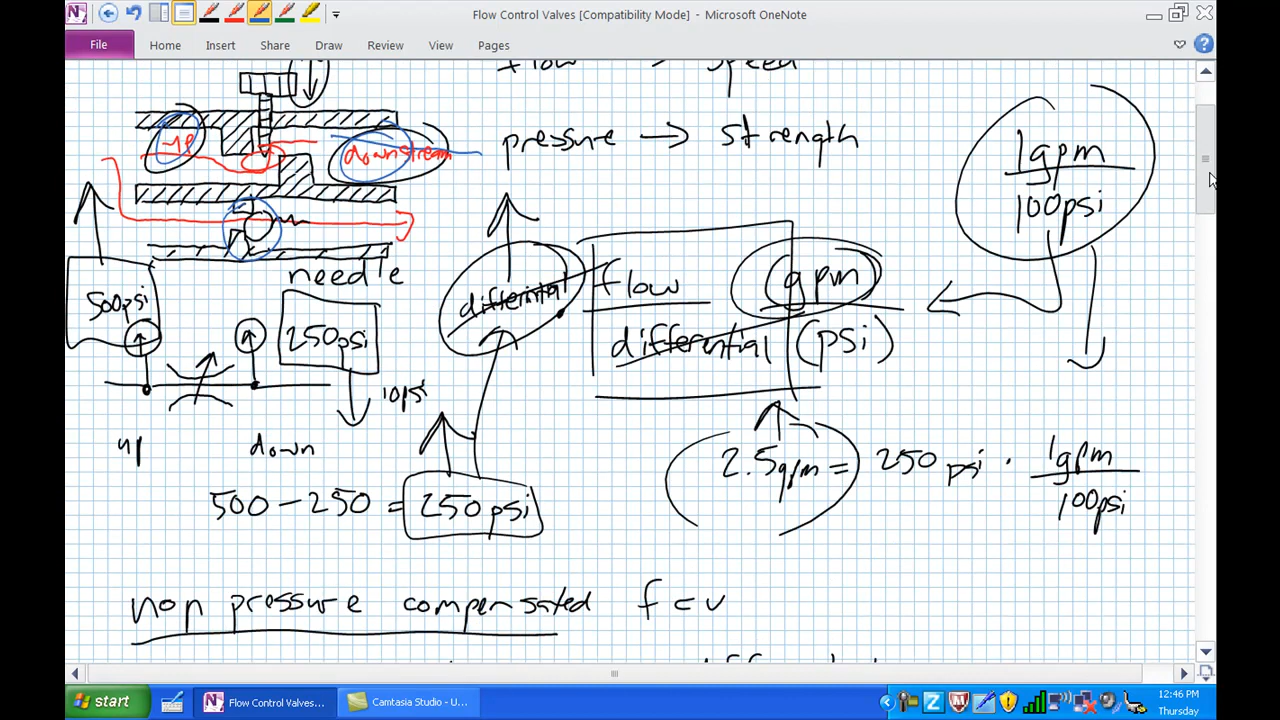 Flow Control Valves [Compatibility Mode] - Microsoft OneNote
File Home Insert Share Draw Review View Pages
flow → speed
up downstream
pressure → strength
1gpm
100psi
needle
500psi
250psi
differential flow (gpm)
differential (psi)
10psi
up down
2.5gpm = 250 psi · 1gpm
100psi
500 - 250 = 250psi
non pressure compensated fcv
start Flow Control Valves... Camtasia Studio - U... 12:46 PM
Thursday